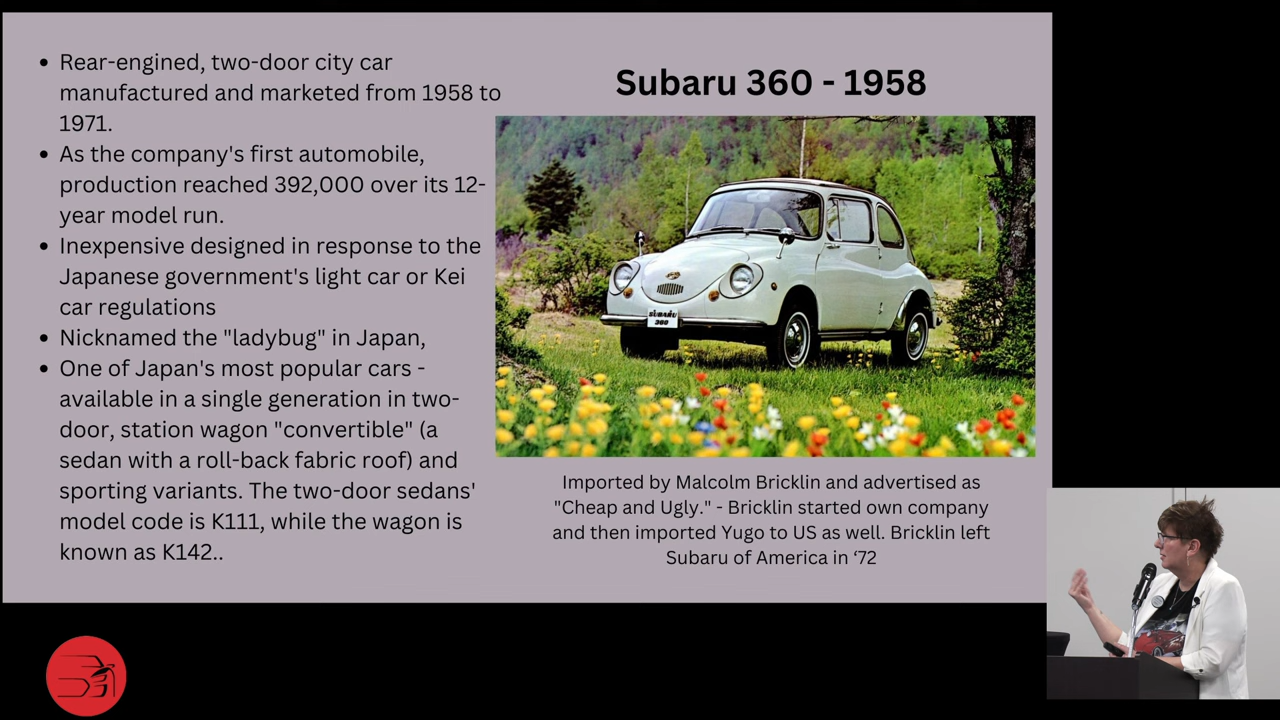 Rear-engined, two-door city car
manufactured and marketed from 1958 to
1971.
As the company's first automobile,
production reached 392,000 over its 12-
year model run.
Inexpensive designed in response to the
Japanese government's light car or Kei
car regulations
Nicknamed the "ladybug" in Japan,
One of Japan's most popular cars -
available in a single generation in two-
door, station wagon "convertible" (a
sedan with a roll-back fabric roof) and
sporting variants. The two-door sedans'
model code is K111, while the wagon is
known as K142..
Subaru 360 - 1958
SUBARU
360
Imported by Malcolm Bricklin and advertised as
"Cheap and Ugly." - Bricklin started own company
and then imported Yugo to US as well. Bricklin left
Subaru of America in ‘72